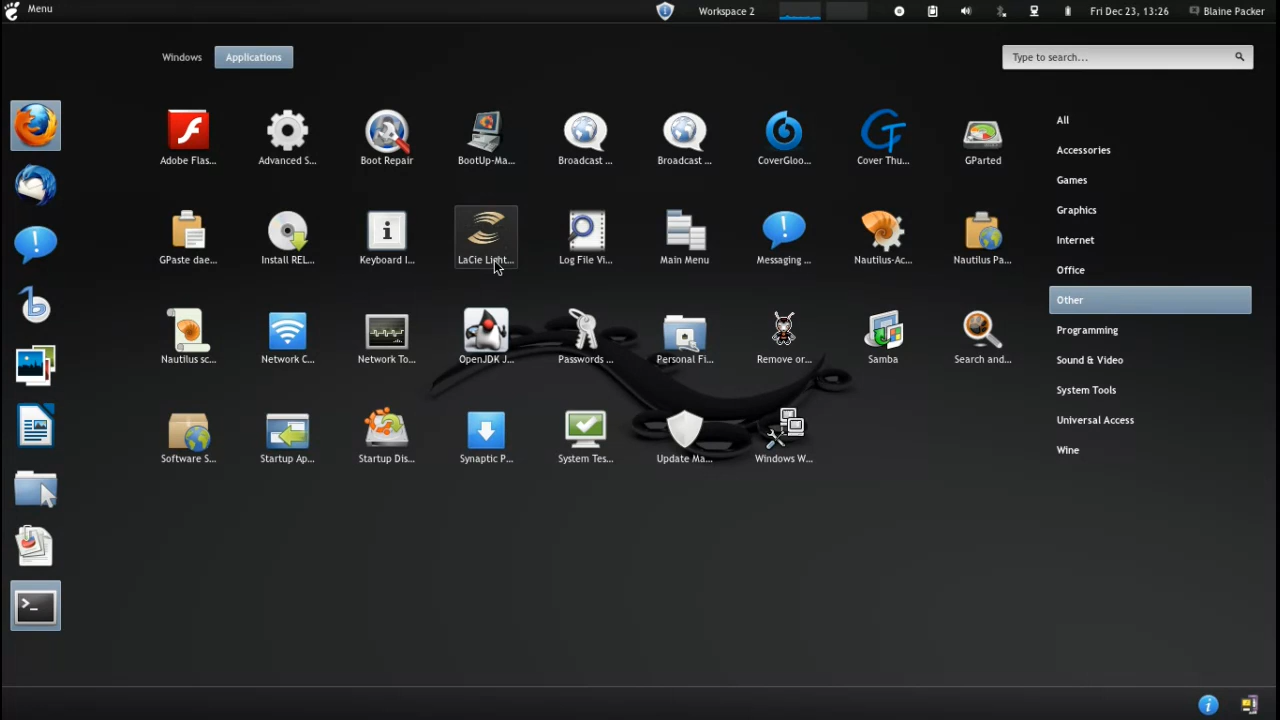 Menu
Workspace 2
Fri Dec 23, 13:26
Blaine Packer
Windows
Applications
Type to search...
Adobe Flas...
Advanced S...
Boot Repair
BootUp-Ma...
Broadcast ...
Broadcast ...
CoverGloo...
Cover Thu...
GParted
GPaste dae...
Install REL...
Keyboard I...
LaCie Light...
Log File Vi...
Main Menu
Messaging ...
Nautilus-Ac...
Nautilus Pa...
Nautilus sc...
Network C...
Network To...
OpenJDK J...
Passwords ...
Personal Fi...
Remove or...
Samba
Search and...
Software S...
Startup Ap...
Startup Dis...
Synaptic P...
System Tes...
Update Ma...
Windows W...
All
Accessories
Games
Graphics
Internet
Office
Other
Programming
Sound & Video
System Tools
Universal Access
Wine